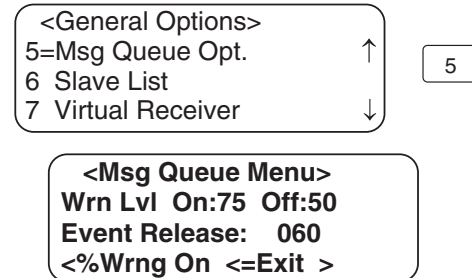 <General Options>
5=Msg Queue Opt. ↑
5
6 Slave List
7 Virtual Receiver ↓
<Msg Queue Menu>
Wrn Lvl On:75 Off:50
Event Release: 060
<%Wrng On <=Exit >